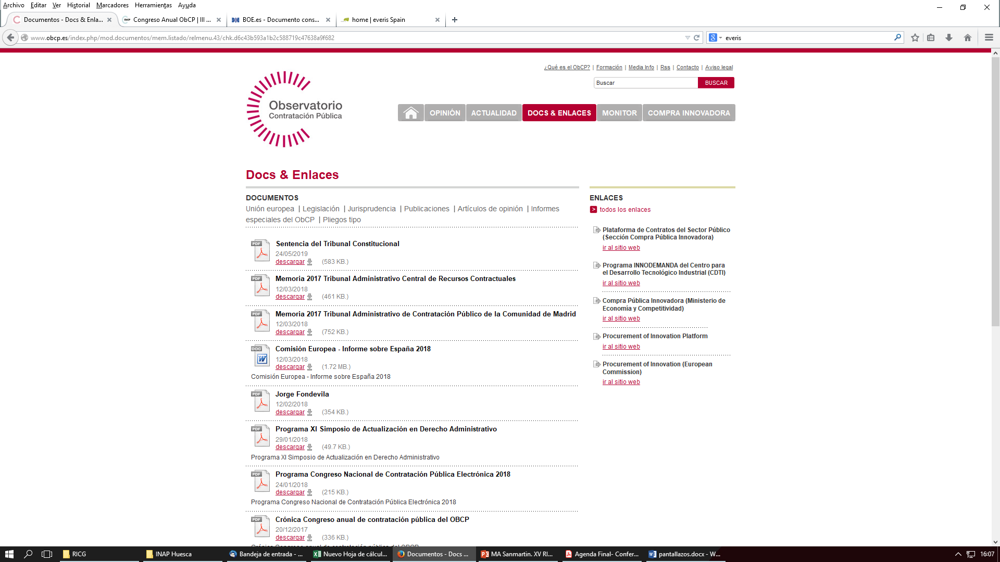 Archivo Editar Ver Historial Marcadores Herramientas Ayuda
Documentos - Docs & Enla... Congreso Anual ObCP | III ... BOE BOE.es - Documento cons... home | everis Spain
www.obcp.es/index.php/mod.documentos/mem.listado/relmenu.43/chk.d6c43b593a1b2c588719c47638a9f682
8 everis
¿Qué es el ObCP? | Formación | Media Info | Rss | Contacto | Aviso legal
Buscar BUSCAR
Observatorio
Contratación Pública
OPINIÓN ACTUALIDAD DOCS & ENLACES MONITOR COMPRA INNOVADORA
Docs & Enlaces
DOCUMENTOS
Unión europea | Legislación | Jurisprudencia | Publicaciones | Artículos de opinión | Informes
especiales del ObCP | Pliegos tipo
PDF Sentencia del Tribunal Constitucional
24/05/2019
descargar (583 KB.)
PDF Memoria 2017 Tribunal Administrativo Central de Recursos Contractuales
12/03/2018
descargar (461 KB.)
PDF Memoria 2017 Tribunal Administrativo de Contratación Público de la Comunidad de Madrid
12/03/2018
descargar (752 KB.)
DOC Comisión Europea - Informe sobre España 2018
12/03/2018
descargar (1.72 MB.)
Comisión Europea - Informe sobre España 2018
PDF Jorge Fondevila
12/02/2018
descargar (354 KB.)
PDF Programa XI Simposio de Actualización en Derecho Administrativo
29/01/2018
descargar (49.7 KB.)
Programa XI Simposio de Actualización en Derecho Administrativo
PDF Programa Congreso Nacional de Contratación Pública Electrónica 2018
24/01/2018
descargar (215 KB.)
Programa Congreso Nacional de Contratación Pública Electrónica 2018
PDF Crónica Congreso anual de contratación pública del OBCP
20/12/2017
descargar (336 KB.)
Crónica Congreso anual de contratación pública del OBCP
ENLACES
> todos los enlaces
Plataforma de Contratos del Sector Público
(Sección Compra Pública Innovadora)
ir al sitio web
Programa INNODEMANDA del Centro para
el Desarrollo Tecnológico Industrial (CDTI)
ir al sitio web
Compra Pública Innovadora (Ministerio de
Economía y Competitividad)
ir al sitio web
Procurement of Innovation Platform
ir al sitio web
Procurement of Innovation (European
Commission)
ir al sitio web
RICG INAP Huesca Bandeja de entrada - ... Nuevo Hoja de cálcul... Documentos - Docs ... MA Sanmartin. XV RI... Agenda Final- Confer... pantallazos.docx - W... 16:07